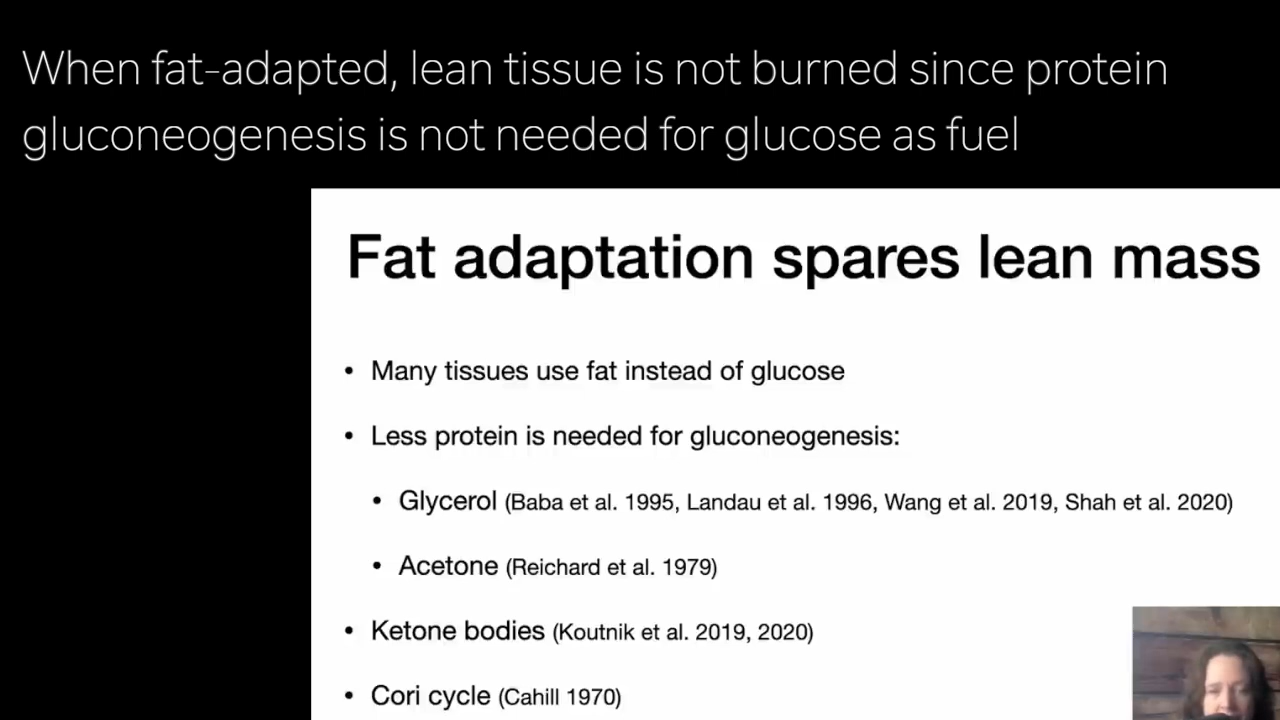 When fat-adapted, lean tissue is not burned since protein
gluconeogenesis is not needed for glucose as fuel
Fat adaptation spares lean mass
• Many tissues use fat instead of glucose
• Less protein is needed for gluconeogenesis:
• Glycerol (Baba et al. 1995, Landau et al. 1996, Wang et al. 2019, Shah et al. 2020)
• Acetone (Reichard et al. 1979)
• Ketone bodies (Koutnik et al. 2019, 2020)
• Cori cycle (Cahill 1970)